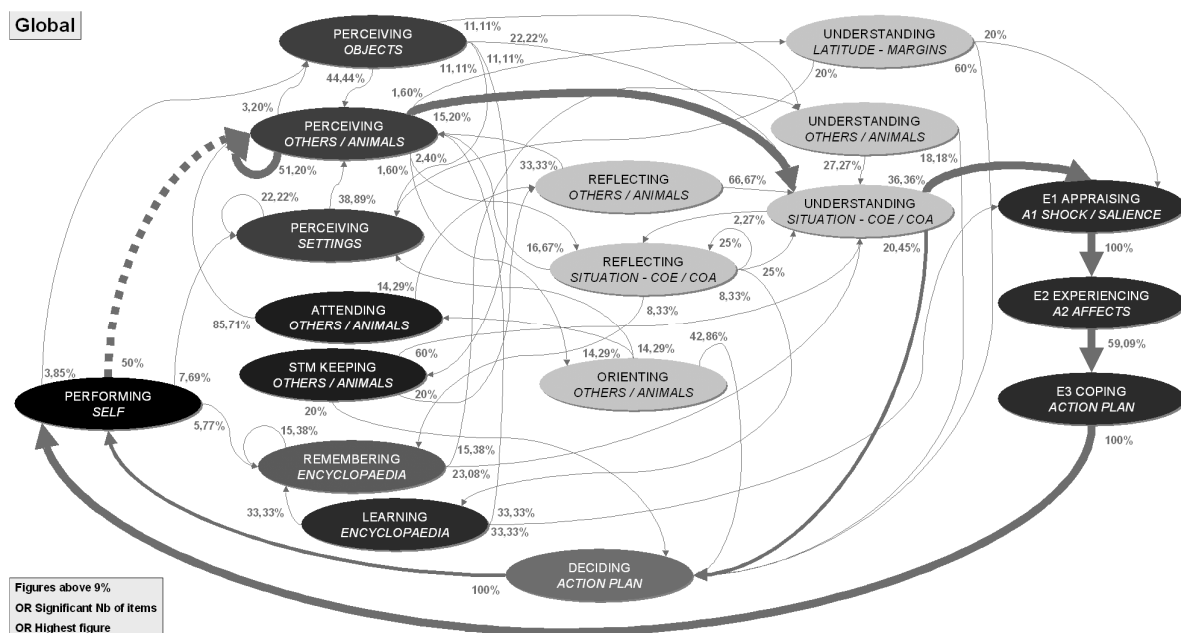 Global
PERCEIVING
OBJECTS
11,11%
22,22%
11,11%
11,11%
44,44%
UNDERSTANDING
LATITUDE - MARGINS
20%
60%
20%
3,20%
1,60%
PERCEIVING
OTHERS / ANIMALS
15,20%
51,20%
2,40%
1,60%
UNDERSTANDING
OTHERS / ANIMALS
27,27%
18,18%
33,33%
REFLECTING
OTHERS / ANIMALS
66,67%
36,36%
UNDERSTANDING
SITUATION - COE / COA
2,27%
20,45%
E1 APPRAISING
A1 SHOCK / SALIENCE
100%
22,22%
38,89%
PERCEIVING
SETTINGS
16,67%
25%
REFLECTING
SITUATION - COE / COA
25%
8,33%
8,33%
14,29%
ATTENDING
OTHERS / ANIMALS
85,71%
E2 EXPERIENCING
A2 AFFECTS
59,09%
STM KEEPING
OTHERS / ANIMALS
60%
20%
20%
14,29%
14,29%
42,86%
ORIENTING
OTHERS / ANIMALS
E3 COPING
ACTION PLAN
100%
3,85%
50%
7,69%
PERFORMING
SELF
5,77%
15,38%
REMEMBERING
ENCYCLOPAEDIA
15,38%
23,08%
33,33%
LEARNING
ENCYCLOPAEDIA
33,33%
33,33%
DECIDING
ACTION PLAN
100%
Figures above 9%
OR Significant Nb of items
OR Highest figure